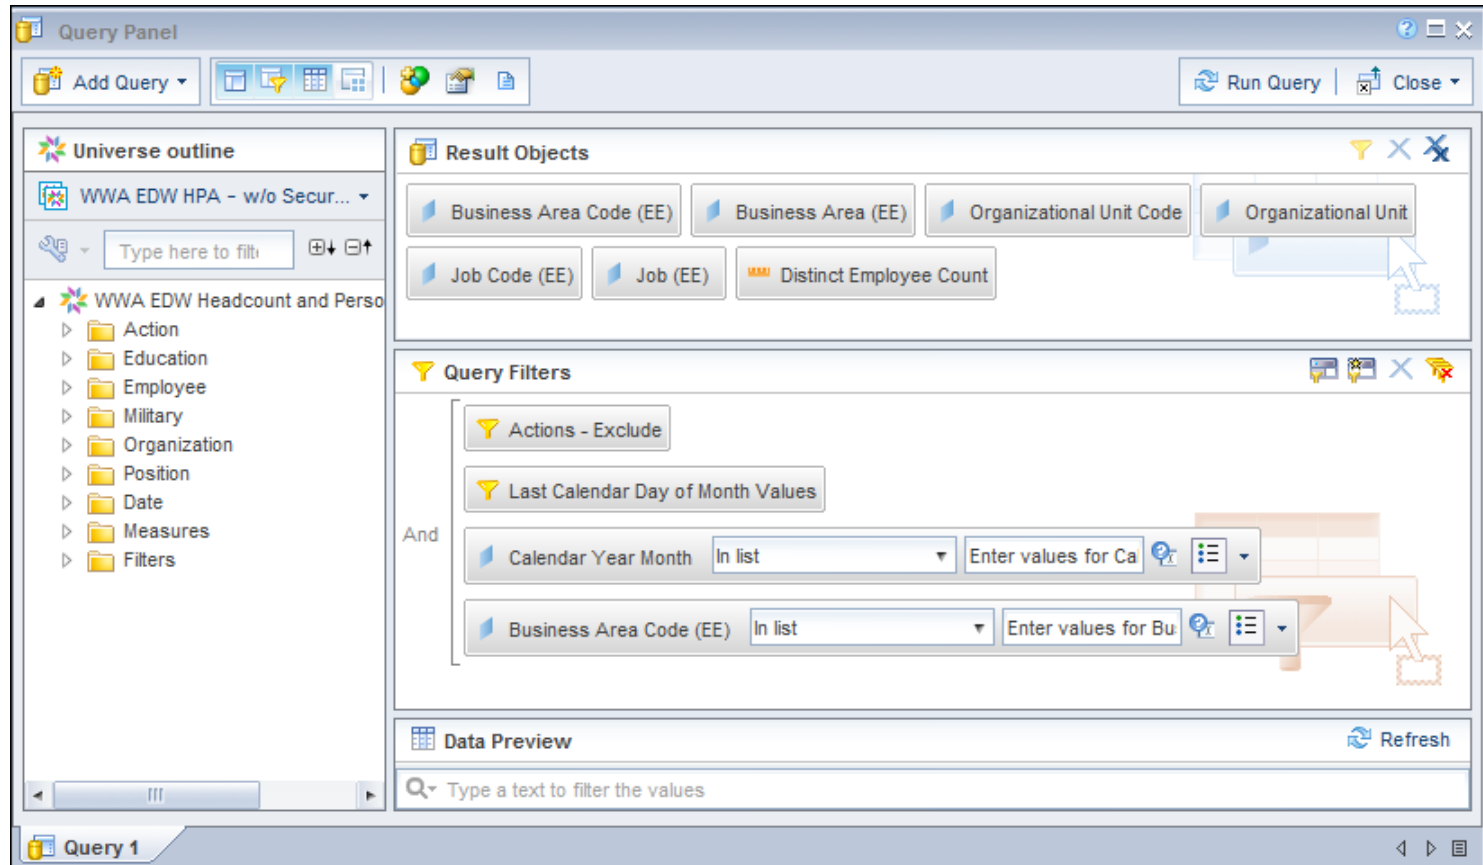 Query Panel
Add Query
Run Query
Close
Universe outline
WWA EDW HPA - w/o Secur...
Type here to filt
WWA EDW Headcount and Perso
Action
Education
Employee
Military
Organization
Position
Date
Measures
Filters
Result Objects
Business Area Code (EE) Business Area (EE) Organizational Unit Code Organizational Unit
Job Code (EE) Job (EE) Distinct Employee Count
Query Filters
And
Actions - Exclude
Last Calendar Day of Month Values
Calendar Year Month In list Enter values for Ca
Business Area Code (EE) In list Enter values for Bu
Data Preview
Refresh
Type a text to filter the values
Query 1